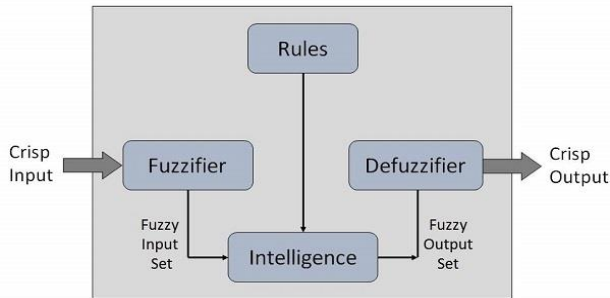 Rules
Crisp
Input
Fuzzifier
Defuzzifier
Crisp
Output
Fuzzy
Input
Set
Fuzzy
Output
Set
Intelligence